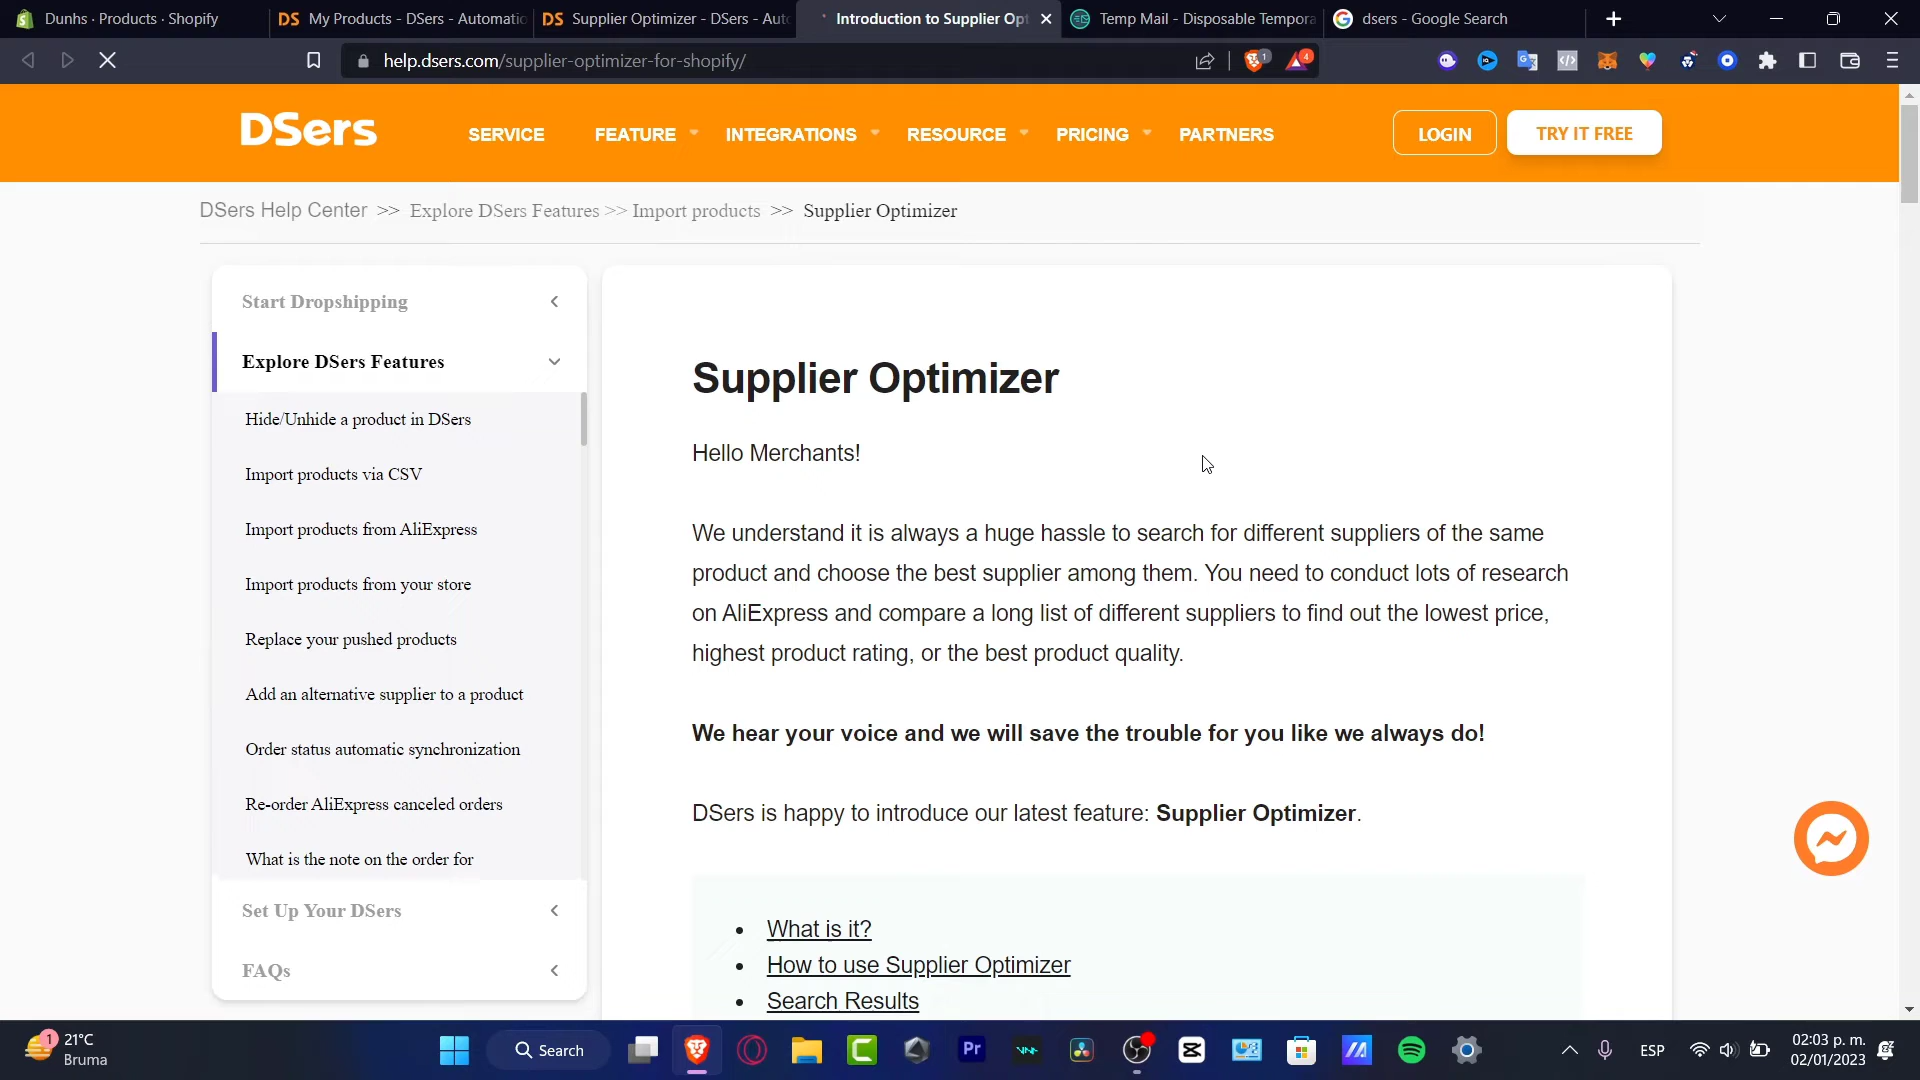 Dunhs · Products · Shopify
DS My Products - DSers - Automatic
DS Supplier Optimizer - DSers - Auto
Introduction to Supplier Opt
Temp Mail - Disposable Tempora
dsers - Google Search
help.dsers.com/supplier-optimizer-for-shopify/
1
4
DSers
SERVICE
FEATURE
INTEGRATIONS
RESOURCE
PRICING
PARTNERS
LOGIN
TRY IT FREE
DSers Help Center >> Explore DSers Features >> Import products >> Supplier Optimizer
Start Dropshipping
Explore DSers Features
Hide/Unhide a product in DSers
Import products via CSV
Import products from AliExpress
Import products from your store
Replace your pushed products
Add an alternative supplier to a product
Order status automatic synchronization
Re-order AliExpress canceled orders
What is the note on the order for
Set Up Your DSers
FAQs
Supplier Optimizer
Hello Merchants!
We understand it is always a huge hassle to search for different suppliers of the same
product and choose the best supplier among them. You need to conduct lots of research
on AliExpress and compare a long list of different suppliers to find out the lowest price,
highest product rating, or the best product quality.
We hear your voice and we will save the trouble for you like we always do!
DSers is happy to introduce our latest feature: Supplier Optimizer.
• What is it?
• How to use Supplier Optimizer
• Search Results
1
21°C
Bruma
Search
Pr
ESP
02:03 p. m.
02/01/2023